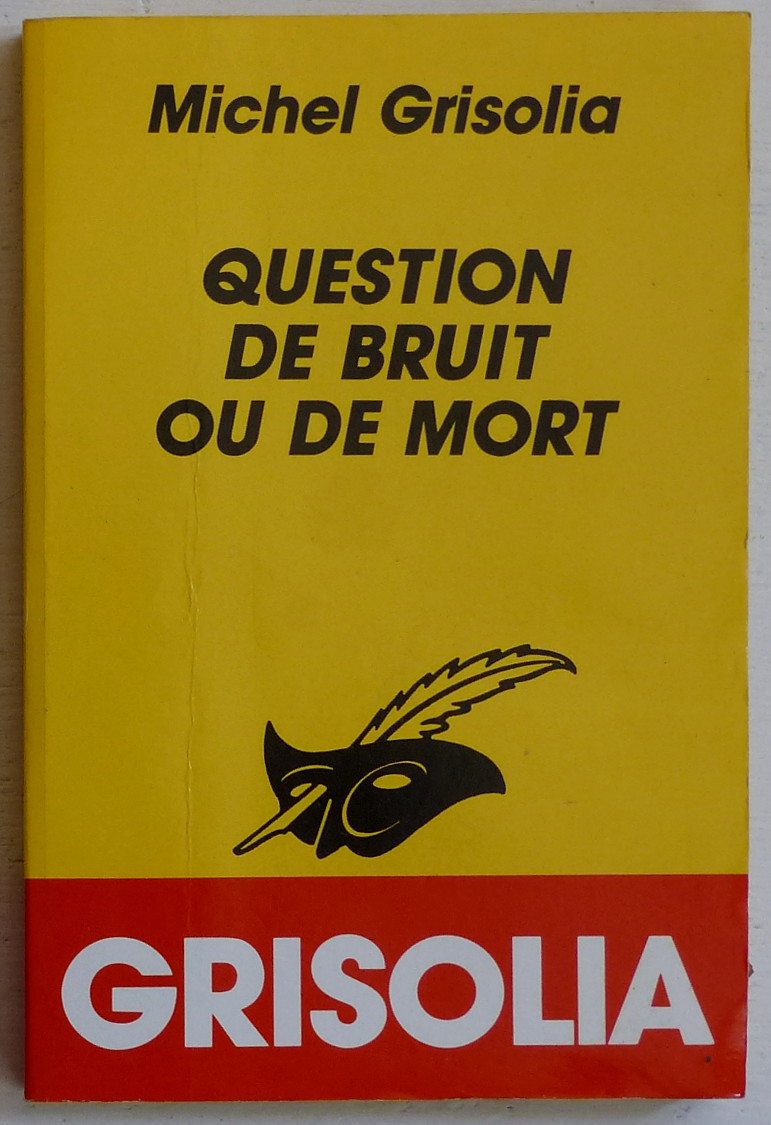 Michel Grisolia
QUESTION
DE BRUIT
OU DE MORT
GRISOLIA